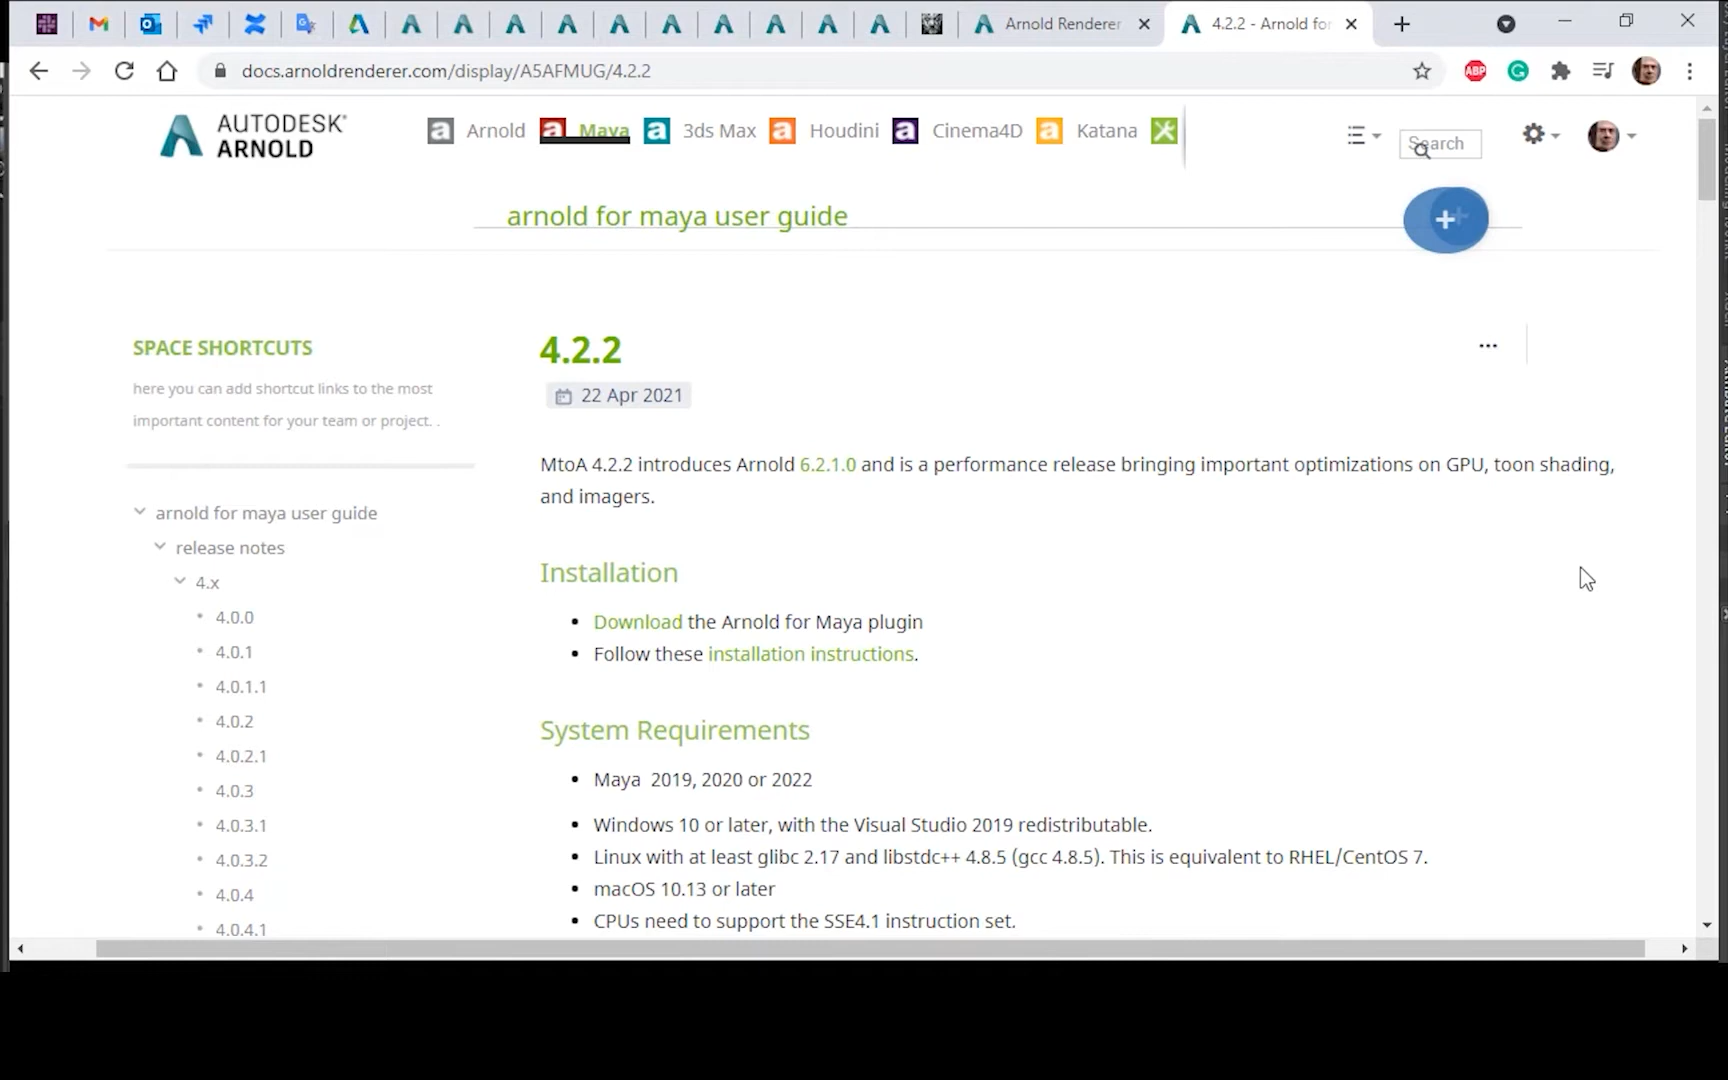 Arnold Renderer
4.2.2 - Arnold for
docs.arnoldrenderer.com/display/A5AFMUG/4.2.2
ABP
AUTODESK®
ARNOLD
Arnold
Maya
3ds Max
Houdini
Cinema4D
Katana
Search
arnold for maya user guide
SPACE SHORTCUTS
here you can add shortcut links to the most
important content for your team or project. .
arnold for maya user guide
release notes
4.x
4.0.0
4.0.1
4.0.1.1
4.0.2
4.0.2.1
4.0.3
4.0.3.1
4.0.3.2
4.0.4
4.0.4.1
4.2.2
22 Apr 2021
MtoA 4.2.2 introduces Arnold 6.2.1.0 and is a performance release bringing important optimizations on GPU, toon shading,
and imagers.
Installation
• Download the Arnold for Maya plugin
• Follow these installation instructions.
System Requirements
• Maya 2019, 2020 or 2022
• Windows 10 or later, with the Visual Studio 2019 redistributable.
• Linux with at least glibc 2.17 and libstdc++ 4.8.5 (gcc 4.8.5). This is equivalent to RHEL/CentOS 7.
• macOS 10.13 or later
• CPUs need to support the SSE4.1 instruction set.